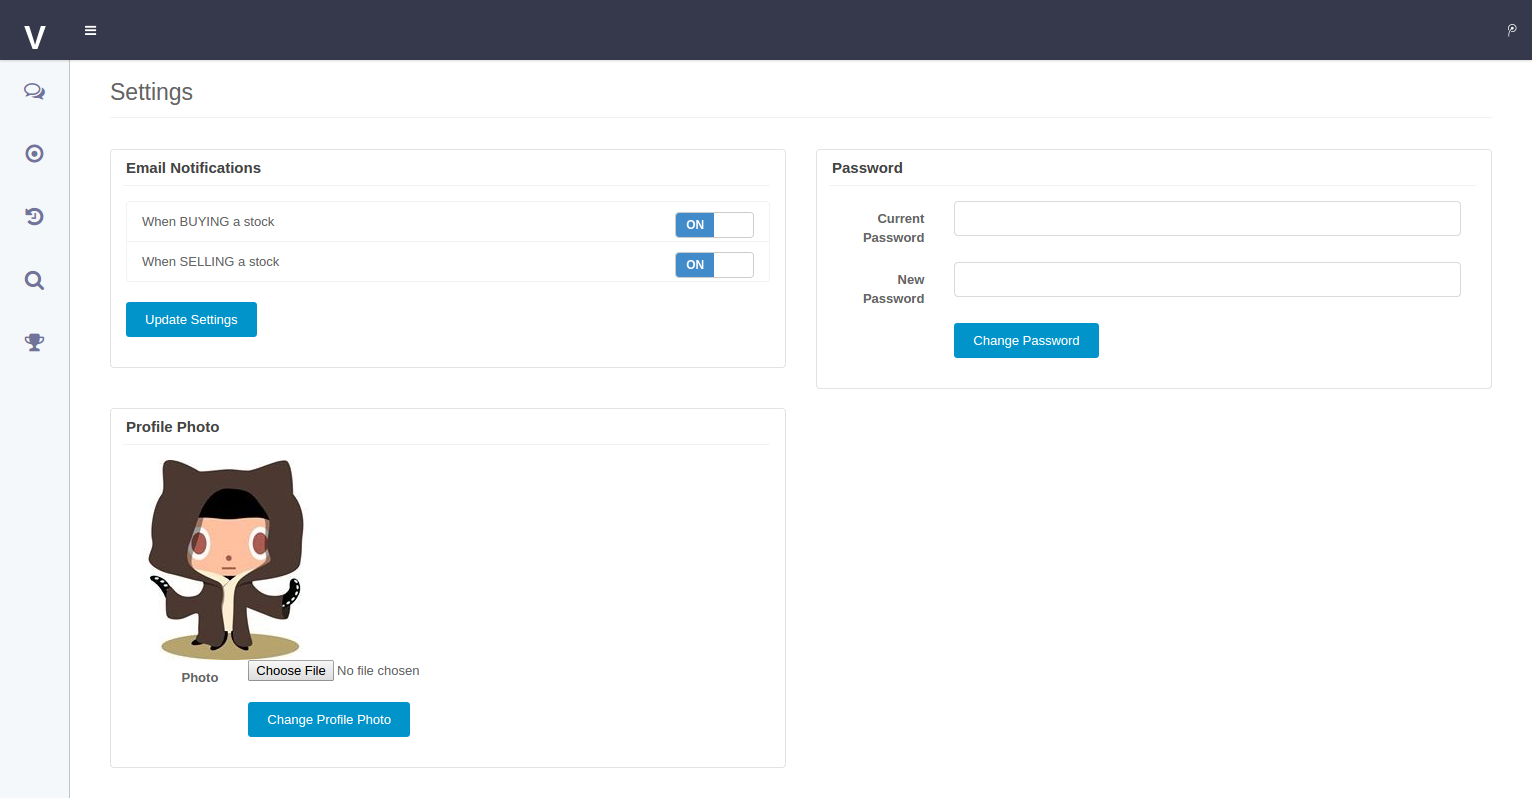 V
Settings
Email Notifications
When BUYING a stock
ON
When SELLING a stock
ON
Update Settings
Password
Current
Password
New
Password
Change Password
Profile Photo
Photo
Choose File No file chosen
Change Profile Photo